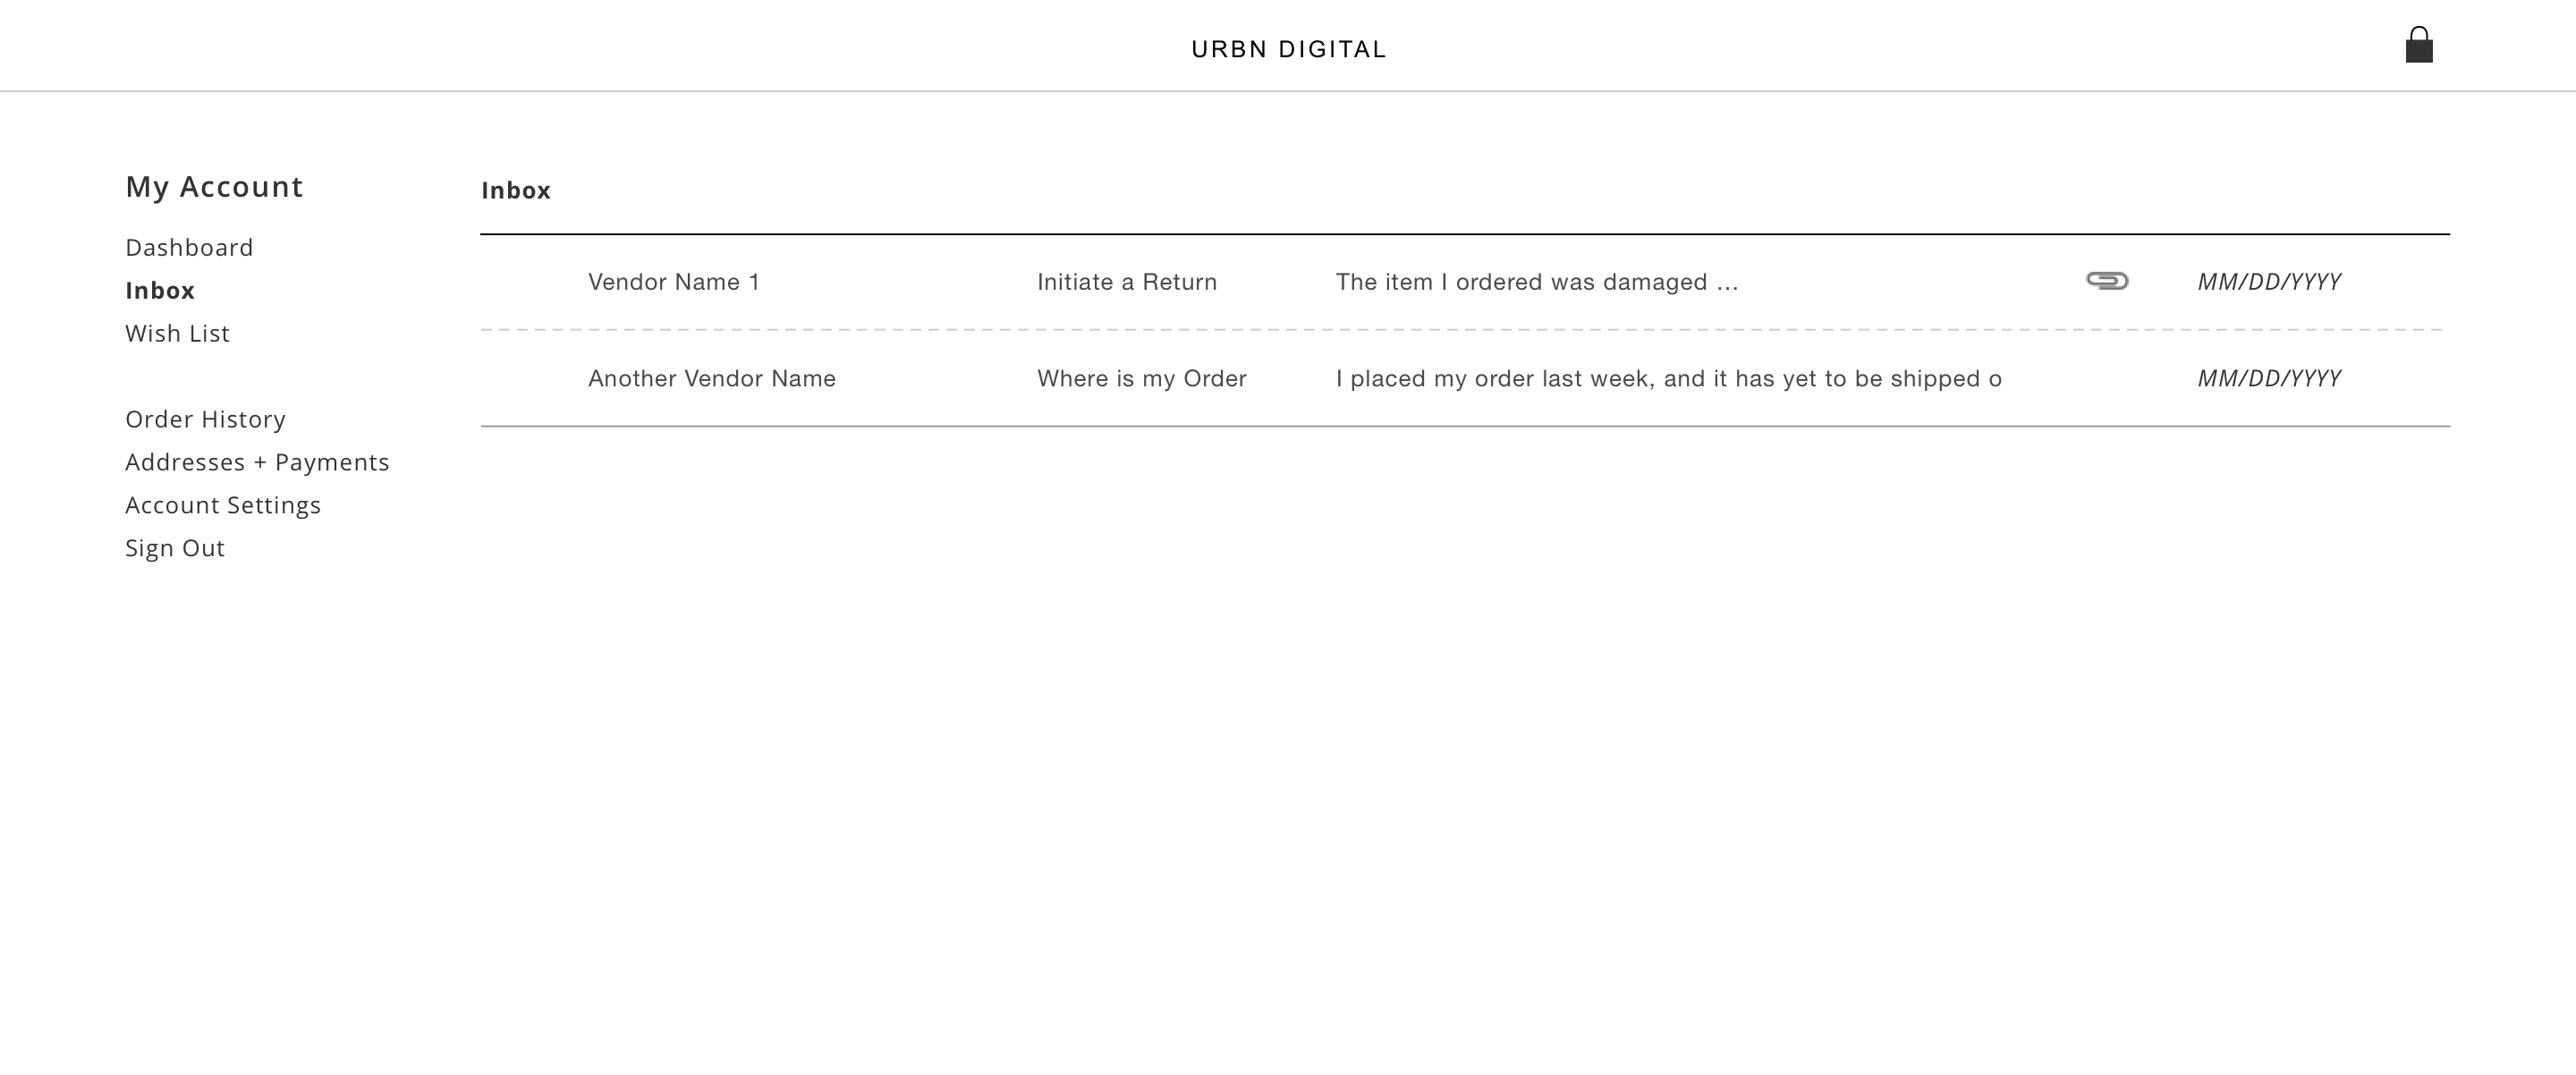 URBN DIGITAL
My Account
Dashboard
Inbox
Wish List
Order History
Addresses + Payments
Account Settings
Sign Out
Inbox
Vendor Name 1 Initiate a Return The item I ordered was damaged ... MM/DD/YYYY
Another Vendor Name Where is my Order I placed my order last week, and it has yet to be shipped o MM/DD/YYYY